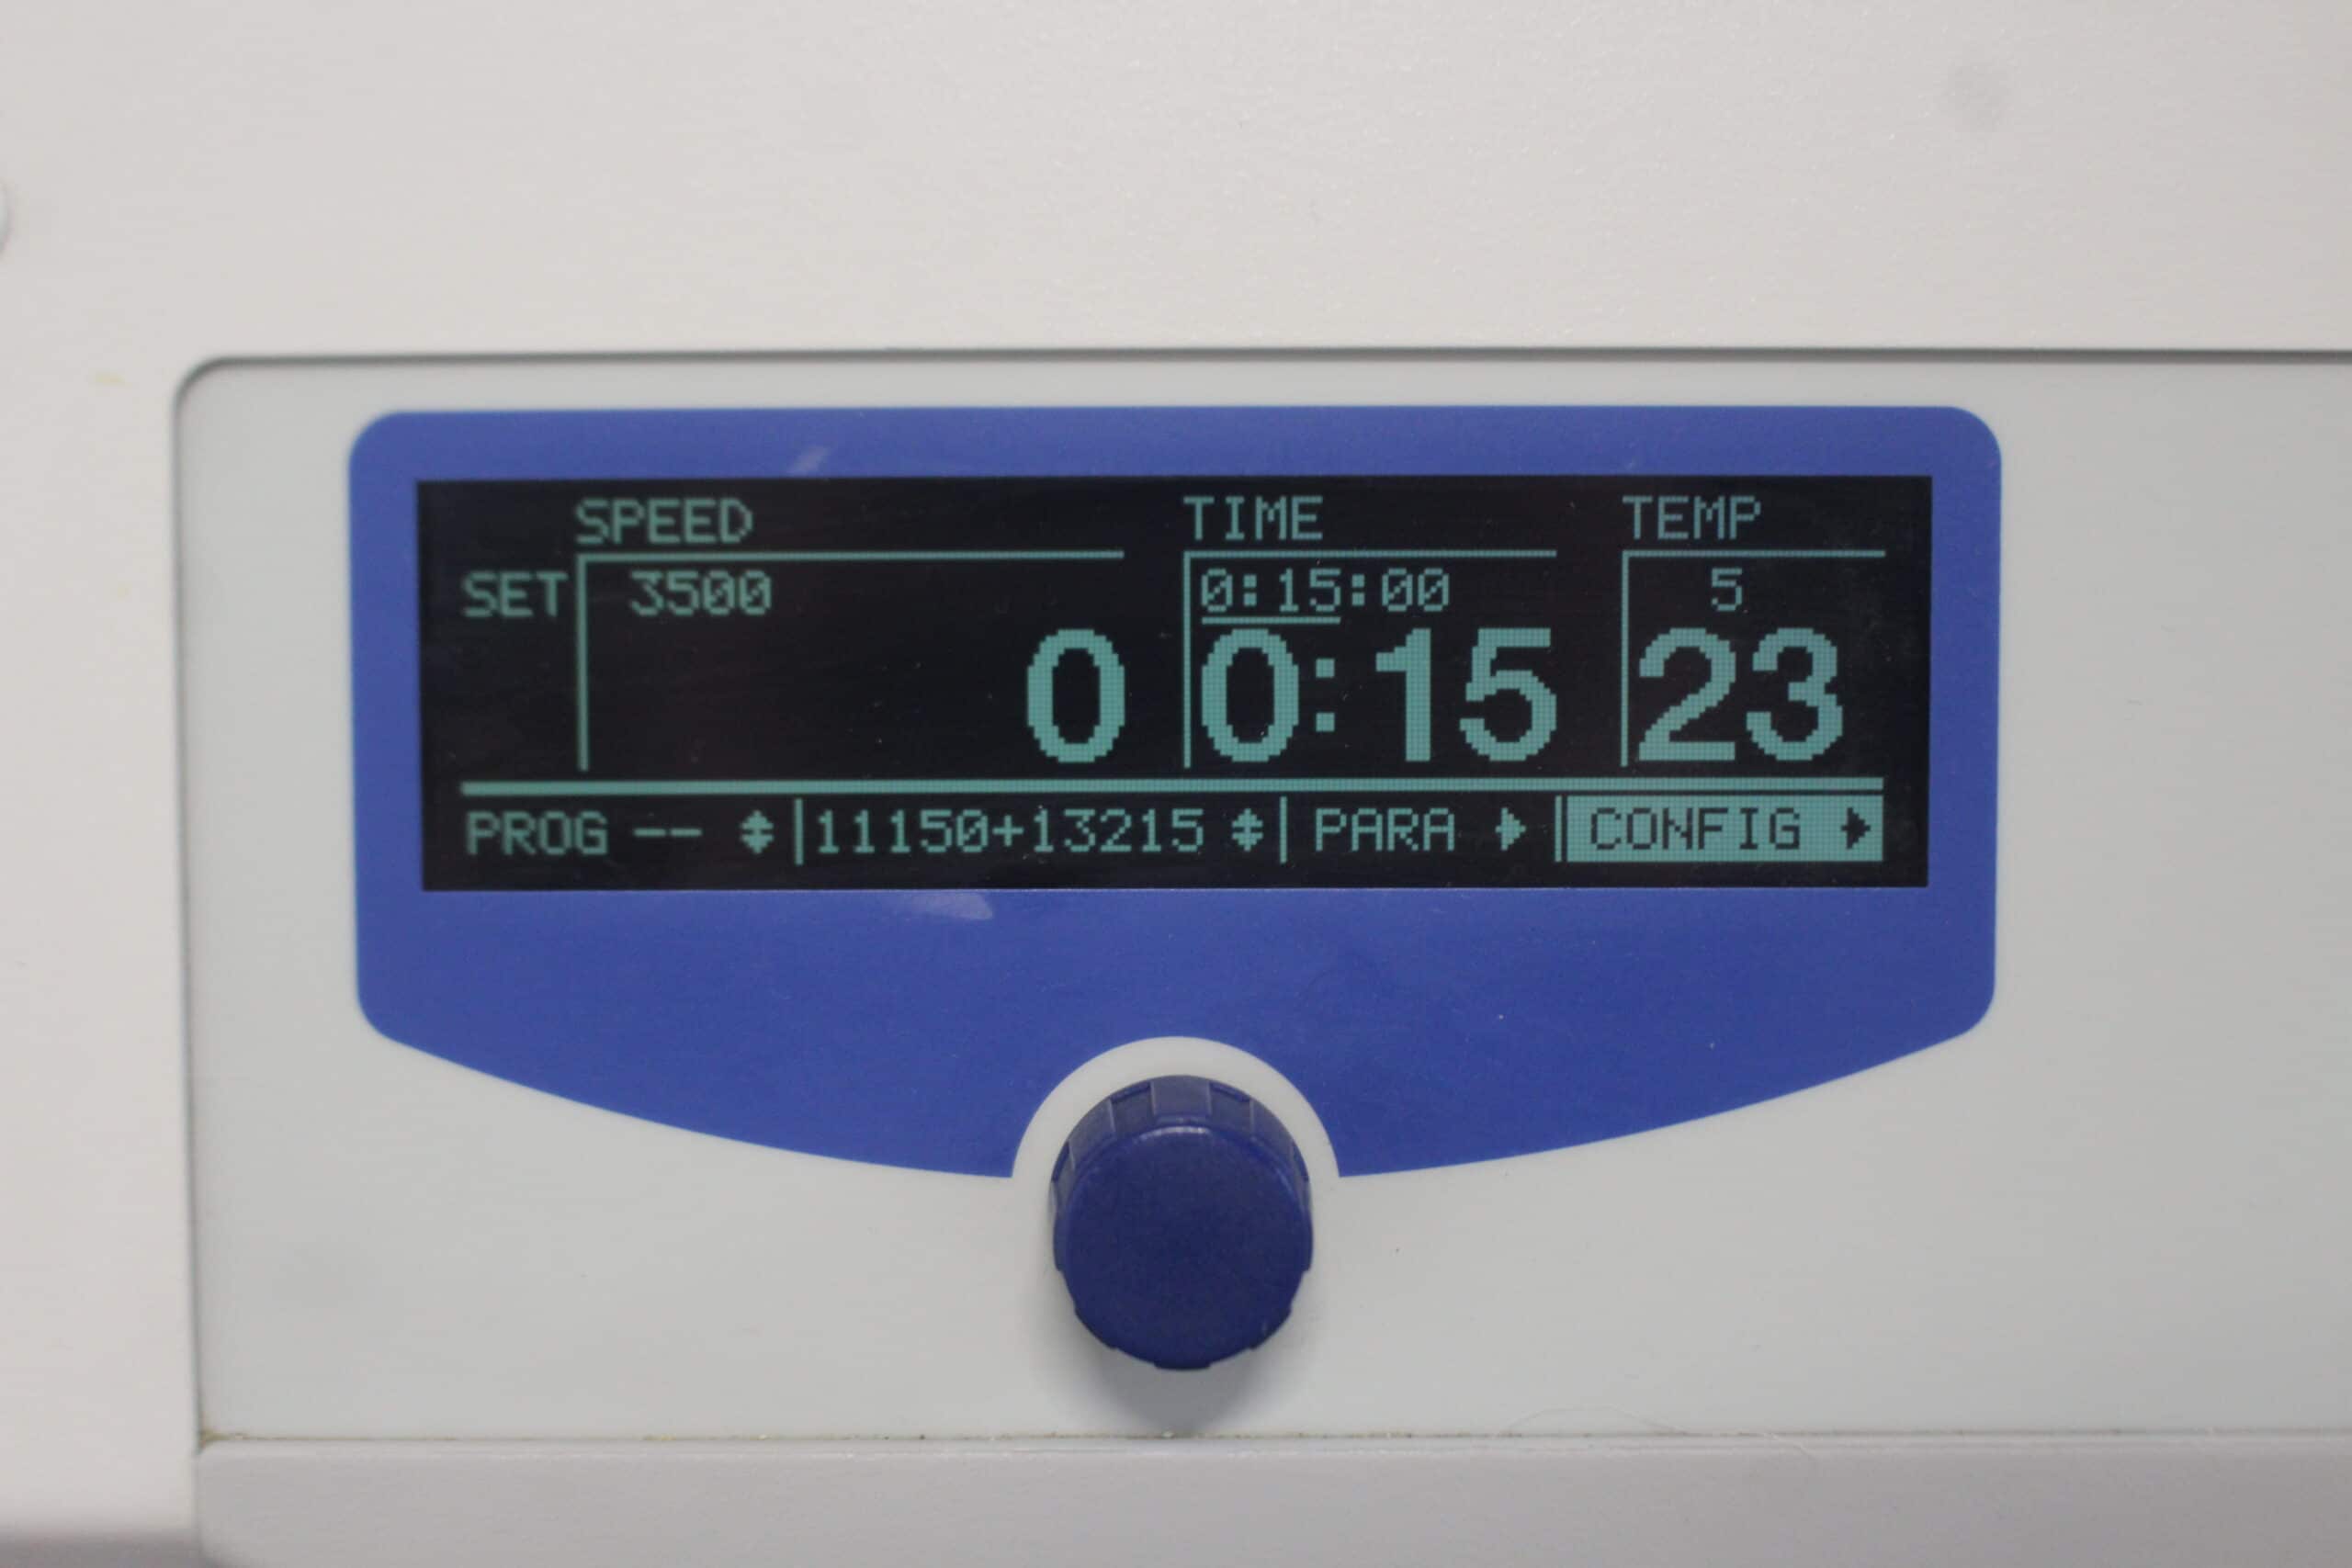 SPEED TIME TEMP
SET 3500 0:15:00 5
0 0:15 23
PROG -- 11150+13215 PARA CONFIG